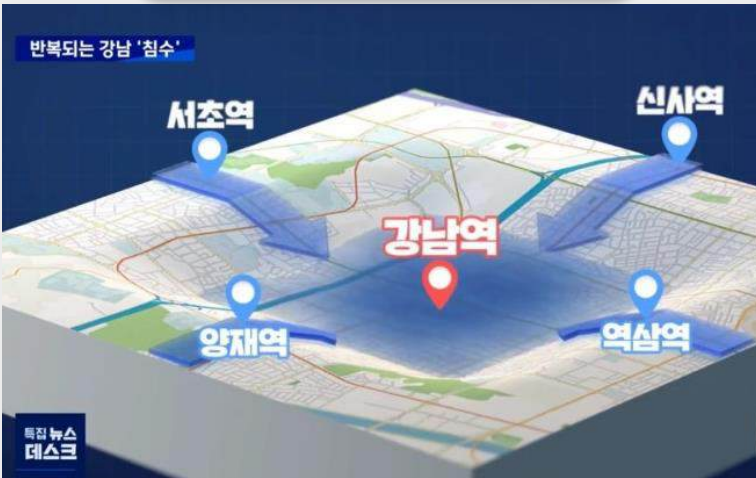 반복되는 강남 '침수'
서초역
신사역
강남역
양재역
역삼역
특집 뉴스
데스크